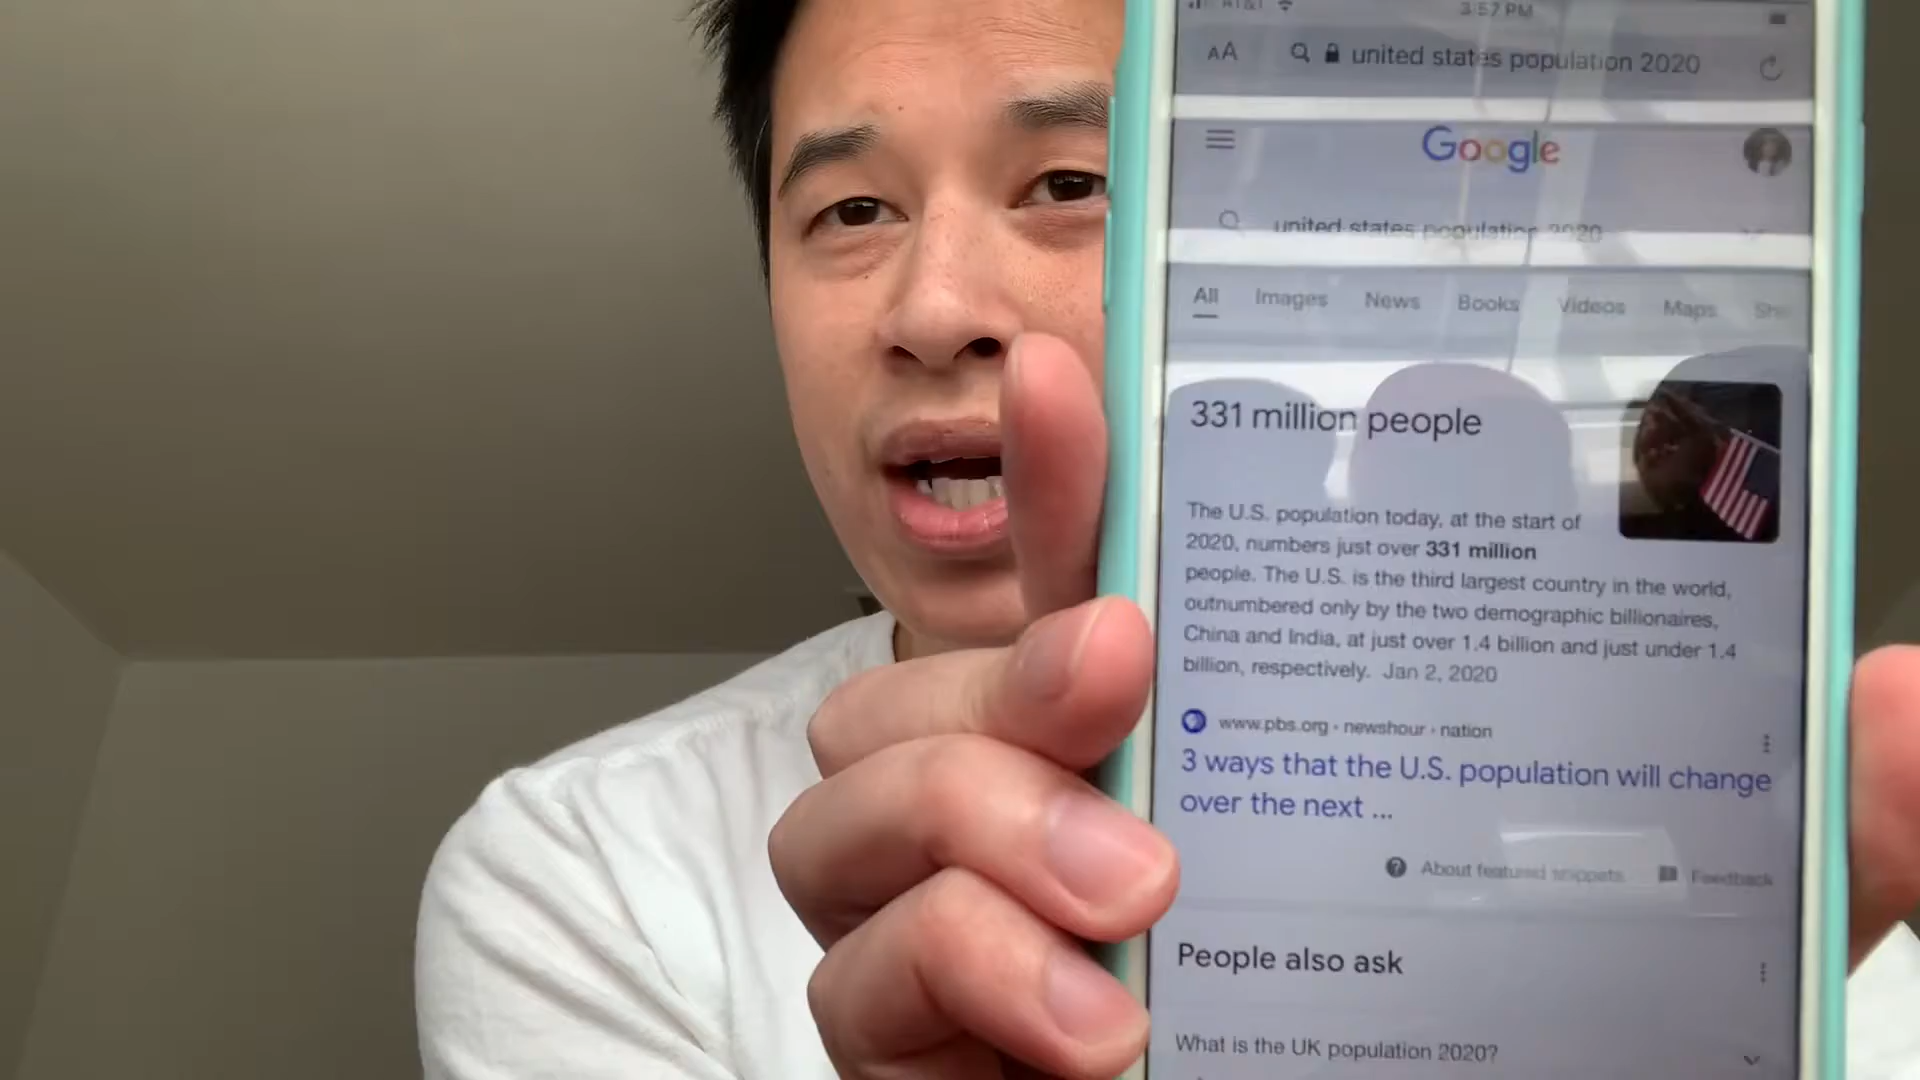 AT&T
3:57 PM
AA united states population 2020
Google
united states population 2020
All Images News Books Videos Maps
331 million people
The U.S. population today, at the start of
2020, numbers just over 331 million
people. The U.S. is the third largest country in the world,
outnumbered only by the two demographic billionaires,
China and India, at just over 1.4 billion and just under 1.4
billion, respectively. Jan 2, 2020
www.pbs.org › newshour › nation
3 ways that the U.S. population will change
over the next ...
About featured snippets Feedback
People also ask
What is the UK population 2020?